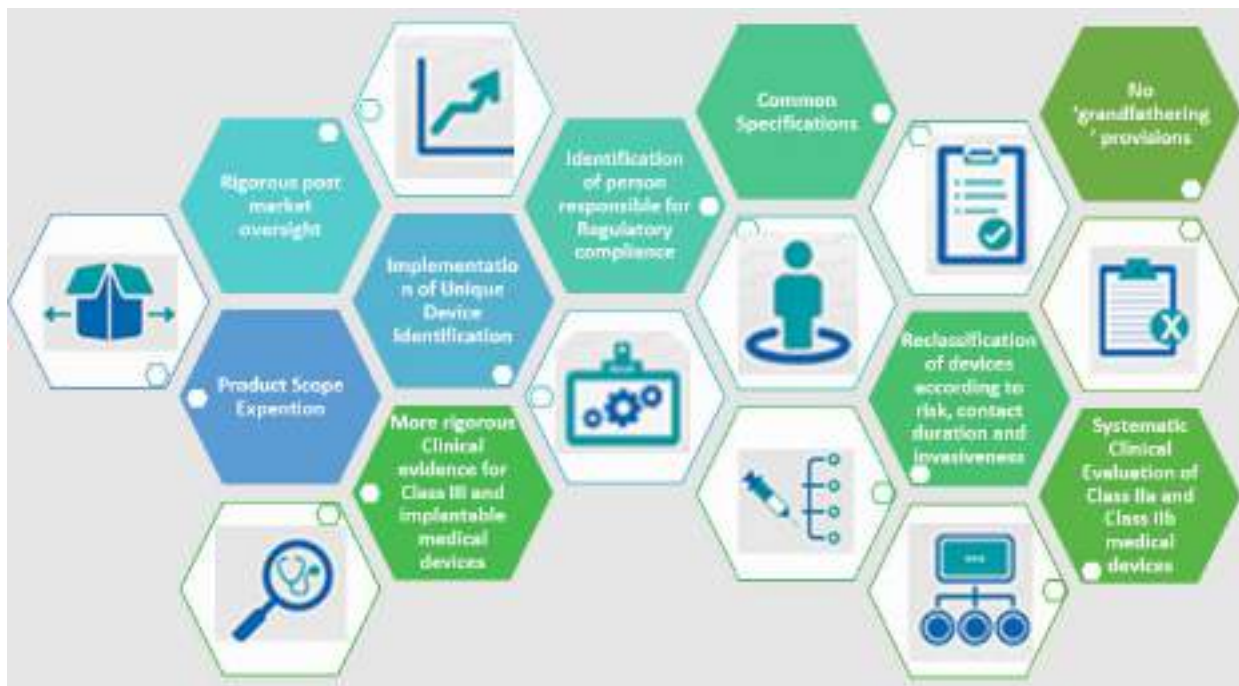 Rigorous post
market
oversight
Product Scope
Expention
Implementatio
n of Unique
Device
Identification
More rigorous
Clinical
evidence for
Class III and
implantable
medical
devices
Identification
of person
responsible for
Regulatory
compliance
Common
Specifications
Reclassification
of devices
according to
risk, contact
duration and
invasiveness
No
'grandfathering
' provisions
Systematic
Clinical
Evaluation of
Class IIa and
Class IIb
medical
devices
X